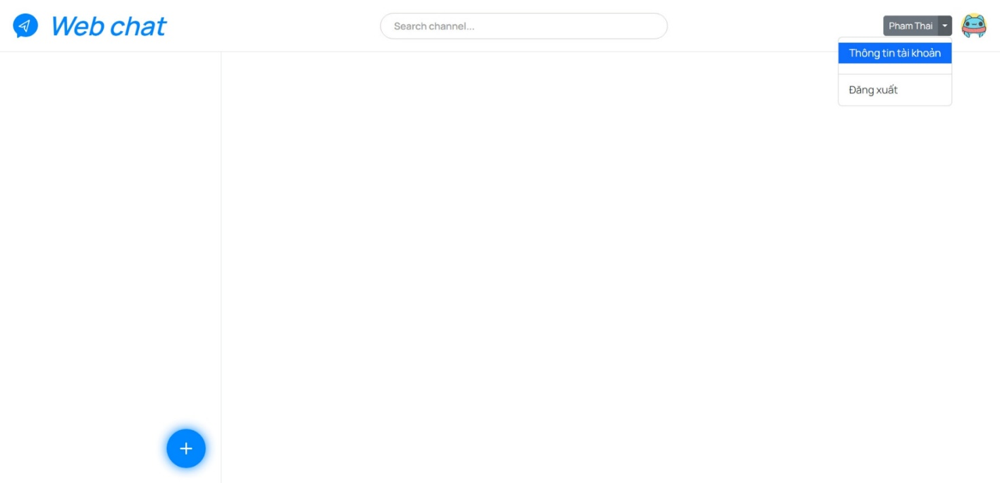 Web chat
Search channel...
Pham Thai
Thông tin tài khoản
Đăng xuất